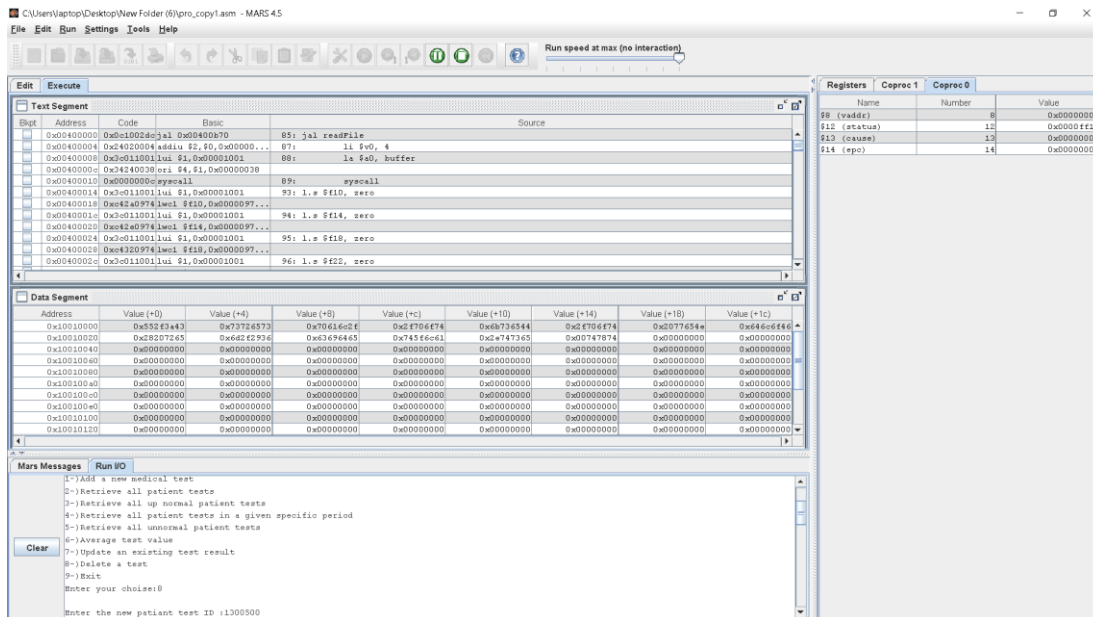 C:\Users\laptop\Desktop\New Folder (6)\pro_copy1.asm - MARS 4.5
File Edit Run Settings Tools Help
Run speed at max (no interaction)
Edit Execute
Text Segment
Bkpt Address Code Basic Source
0x00400000 0x0c1002dc jal 0x00400b70 85: jal readFile
0x00400004 0x24020004 addiu $2,$0,0x00000... 87: li $v0, 4
0x00400008 0x3c011001 lui $1,0x00001001 88: la $a0, buffer
0x0040000c 0x34240038 ori $4,$1,0x00000038
0x00400010 0x0000000c syscall 89: syscall
0x00400014 0x3c011001 lui $1,0x00001001 93: l.s $f10, zero
0x00400018 0xc42a0974 lwc1 $f10,0x0000097...
0x0040001c 0x3c011001 lui $1,0x00001001 94: l.s $f14, zero
0x00400020 0xc42e0974 lwc1 $f14,0x0000097...
0x00400024 0x3c011001 lui $1,0x00001001 95: l.s $f18, zero
0x00400028 0xc4320974 lwc1 $f18,0x0000097...
0x0040002c 0x3c011001 lui $1,0x00001001 96: l.s $f22, zero
Data Segment
Address Value (+0) Value (+4) Value (+8) Value (+c) Value (+10) Value (+14) Value (+18) Value (+1c)
0x10010000 0x552f3a43 0x73726573 0x70616c2f 0x2f706f74 0x6b736544 0x2f706f74 0x2077654e 0x646c6f46
0x10010020 0x28207265 0x6d2f2936 0x63696465 0x745f6c61 0x2e747365 0x00747874 0x00000000 0x00000000
0x10010040 0x00000000 0x00000000 0x00000000 0x00000000 0x00000000 0x00000000 0x00000000 0x00000000
0x10010060 0x00000000 0x00000000 0x00000000 0x00000000 0x00000000 0x00000000 0x00000000 0x00000000
0x10010080 0x00000000 0x00000000 0x00000000 0x00000000 0x00000000 0x00000000 0x00000000 0x00000000
0x100100a0 0x00000000 0x00000000 0x00000000 0x00000000 0x00000000 0x00000000 0x00000000 0x00000000
0x100100c0 0x00000000 0x00000000 0x00000000 0x00000000 0x00000000 0x00000000 0x00000000 0x00000000
0x100100e0 0x00000000 0x00000000 0x00000000 0x00000000 0x00000000 0x00000000 0x00000000 0x00000000
0x10010100 0x00000000 0x00000000 0x00000000 0x00000000 0x00000000 0x00000000 0x00000000 0x00000000
0x10010120 0x00000000 0x00000000 0x00000000 0x00000000 0x00000000 0x00000000 0x00000000 0x00000000
Mars Messages Run I/O
Clear
1-)Add a new medical test
2-)Retrieve all patient tests
3-)Retrieve all up normal patient tests
4-)Retrieve all patient tests in a given specific period
5-)Retrieve all unnormal patient tests
6-)Average test value
7-)Update an existing test result
8-)Delete a test
9-)Exit
Enter your choise:8
Enter the new patiant test ID :1300500
Registers Coproc 1 Coproc 0
Name Number Value
$8 (vaddr) 8 0x0000000
$12 (status) 12 0x0000ff1
$13 (cause) 13 0x0000000
$14 (epc) 14 0x0000000